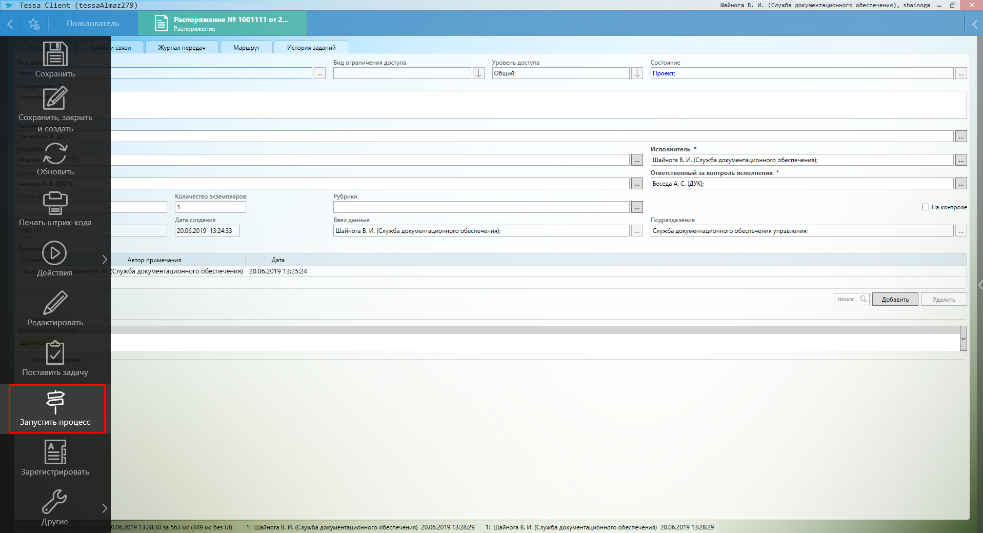 Tessa Client (tessaAlmaz279)
Шайнога В. И. (Служба документационного обеспечения), shainoga
Пользователь
Распоряжение № 1001111 от 2...
Распоряжение
и связи
Журнал передач
Маршрут
История заданий
Вид ограничения доступа
Уровень доступа
Состояние
...
Общий;
Проект;
...
Сохранить
Сохранить, закрыть
и создать
Обновить
Печать штрих-кода
Действия
Редактировать
Поставить задачу
Запустить процесс
Зарегистрировать
Другие
...
Исполнитель *
...
Шайнога В. И. (Служба документационного обеспечения);
...
Ответственный за контроль исполнения *
...
Беседа А. С. (ДУК);
...
Количество экземпляров
Рубрики
1
...
На контроле
Дата создания
Ввел данные
Подразделение
20.06.2019 13:24:33
Шайнога В. И. (Служба документационного обеспечения);
...
Служба документационного обеспечения управления;
...
Автор примечания
Дата
В. И. (Служба документационного обеспечения)
20.06.2019 13:25:24
поиск
Добавить
Удалить
20.06.2019 13:28:30 за 563 мс (449 мс без UI)
1: Шайнога В. И. (Служба документационного обеспечения) 20.06.2019 13:28:29
1: Шайнога В. И. (Служба документационного обеспечения) 20.06.2019 13:28:29